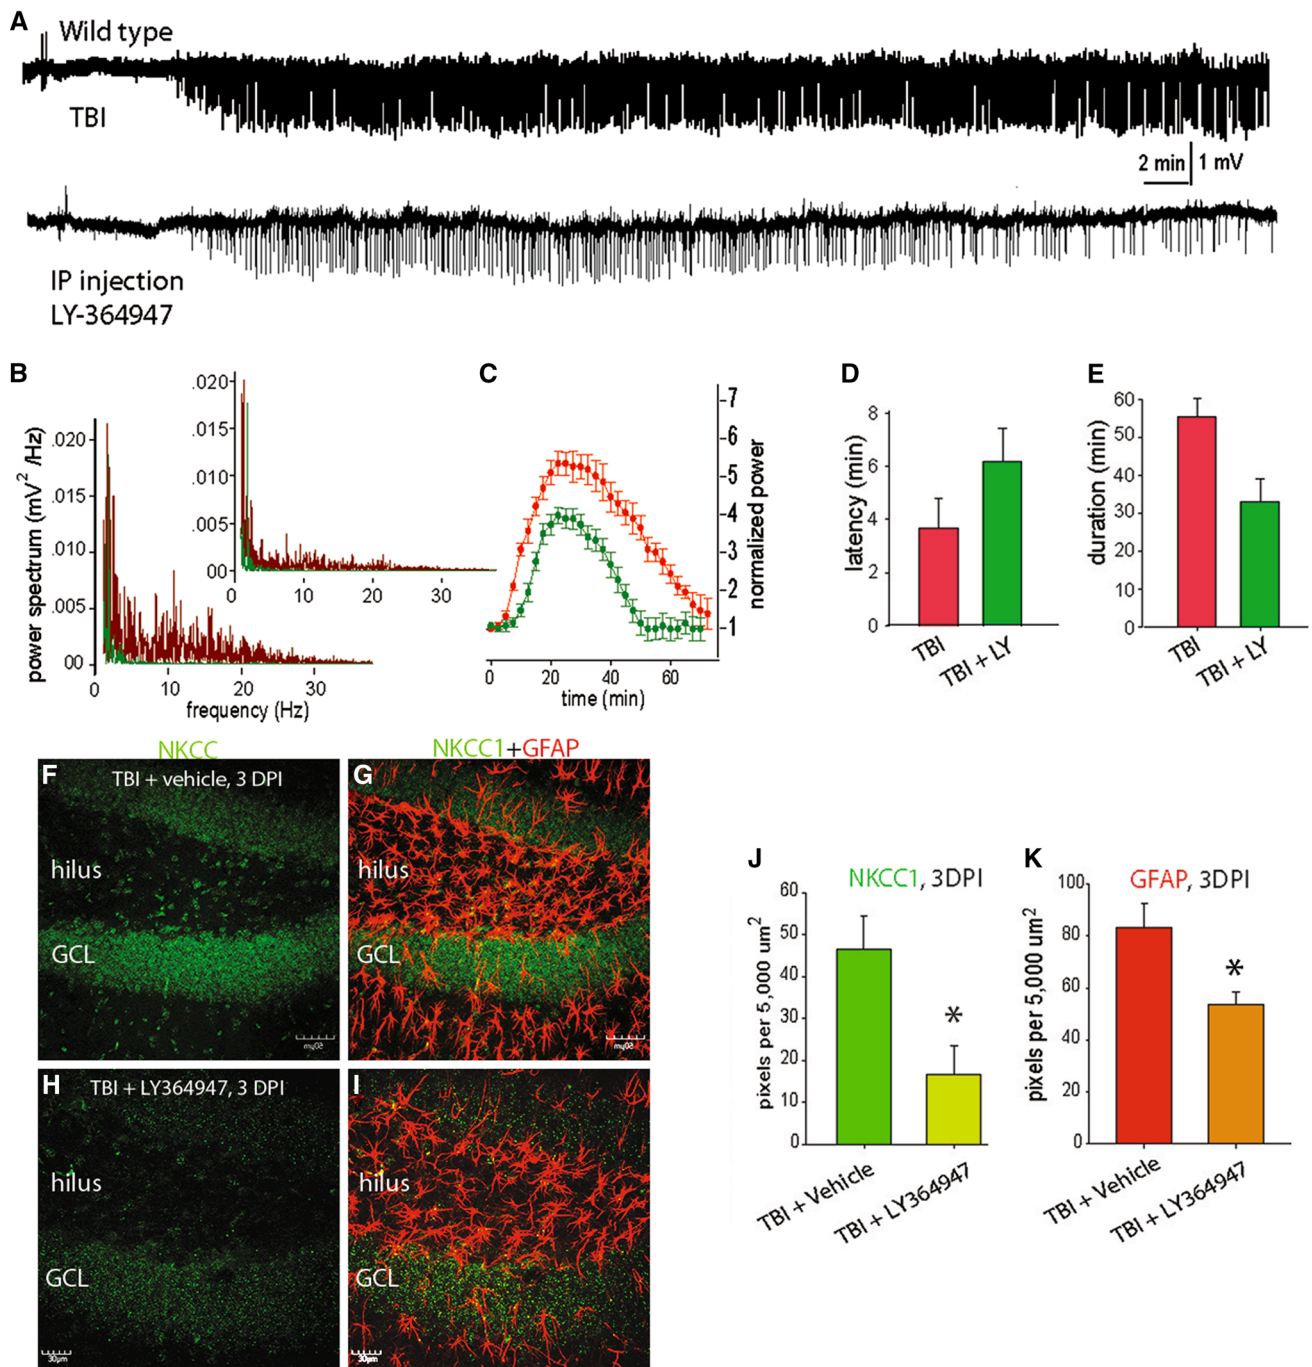 A
Wild type
TBI
2 min 1 mV
IP injection
LY-364947
B
power spectrum (mV2 /Hz)
.020
.015
.010
.005
00
0 10 20 30
frequency (Hz)
.020
.015
.010
.005
00
0 10 20 30
C
7
6
5
4
3
2
1
normalized power
0 20 40 60
time (min)
D
latency (min)
8
6
4
2
0
TBI
TBI + LY
E
duration (min)
60
50
40
30
20
10
0
TBI
TBI + LY
NKCC
NKCC1+GFAP
F
TBI + vehicle, 3 DPI
hilus
GCL
50µm
G
hilus
GCL
50µm
H
TBI + LY364947, 3 DPI
hilus
GCL
30µm
I
hilus
GCL
30µm
J
NKCC1, 3DPI
pixels per 5,000 um2
60
50
40
30
20
10
0
*
TBI + Vehicle
TBI + LY364947
K
GFAP, 3DPI
pixels per 5,000 um2
100
80
60
40
20
0
*
TBI + Vehicle
TBI + LY364947